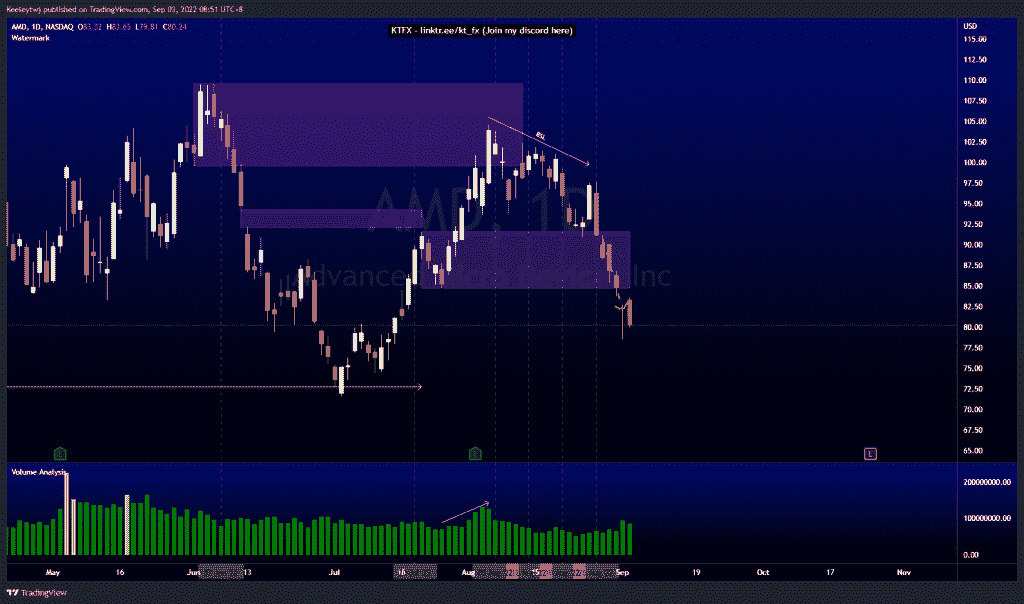 Keeleytwj published on TradingView.com, Sep 03, 2022 08:51 UTC+8
AMD, 1D, NASDAQ O83.32 H83.65 L79.81 C80.24
Watermark
KTFX - linktr.ee/kt_fx (Join my discord here)
USD
115.00
112.50
110.00
107.50
105.00
102.50
100.00
97.50
95.00
92.50
90.00
87.50
85.00
82.50
80.00
77.50
75.00
72.50
70.00
67.50
65.00
BSL
AMD, 1D
Advanced Micro Devices Inc
E
E
E
Volume Analysis
200000000.00
100000000.00
0.00
May 16 Jun 13 Jul 18 Aug 15 Sep 19 Oct 17 Nov
TradingView